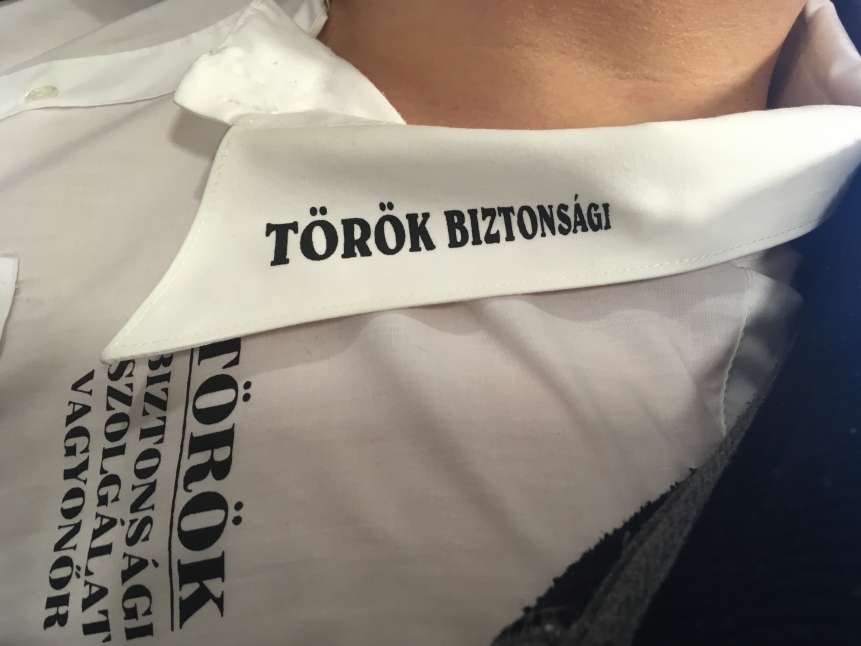 TÖRÖK BIZTONSÁGI
TÖRÖK
BIZTONSÁGI
SZOLGÁLAT
VAGYONŐR